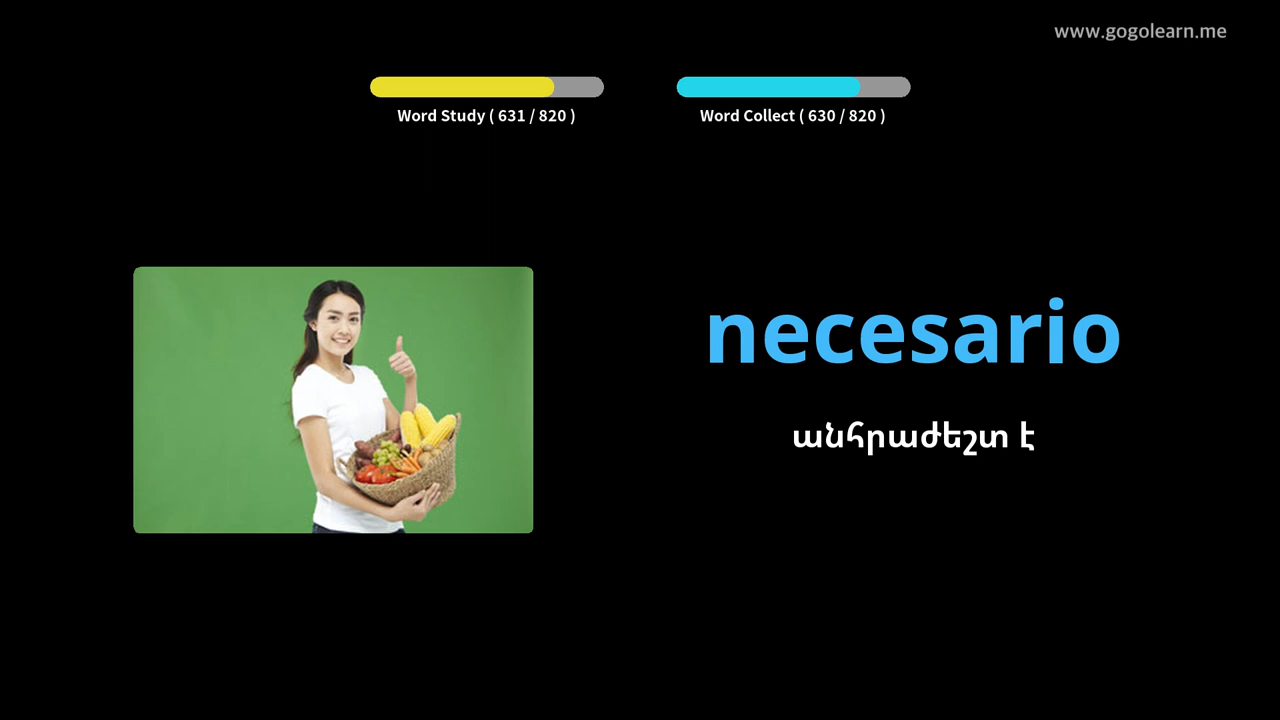 www.gogolearn.me
Word Study ( 631 / 820 )
Word Collect ( 630 / 820 )
necesario
անհրաժեշտ է